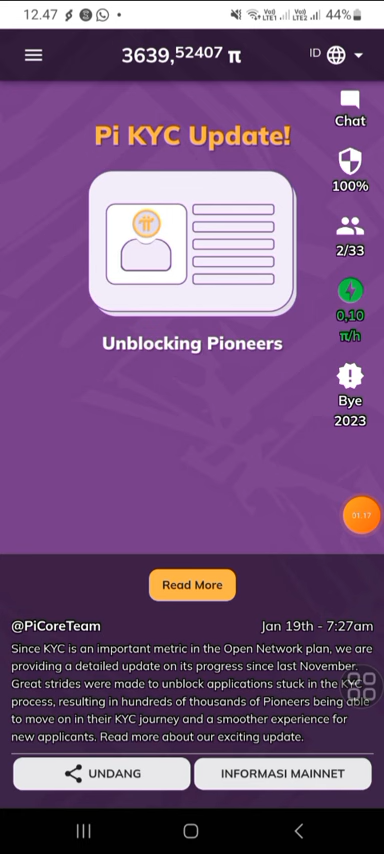 12.47
Vo)) LTE1 Vo)) LTE2 44%
3639,52407 π
ID
Chat
Pi KYC Update!
100%
2/33
0,10
π/h
Unblocking Pioneers
Bye
2023
01.17
Read More
@PiCoreTeam Jan 19th - 7:27am
Since KYC is an important metric in the Open Network plan, we are
providing a detailed update on its progress since last November.
Great strides were made to unblock applications stuck in the KYC
process, resulting in hundreds of thousands of Pioneers being able
to move on in their KYC journey and a smoother experience for
new applicants. Read more about our exciting update.
UNDANG
INFORMASI MAINNET